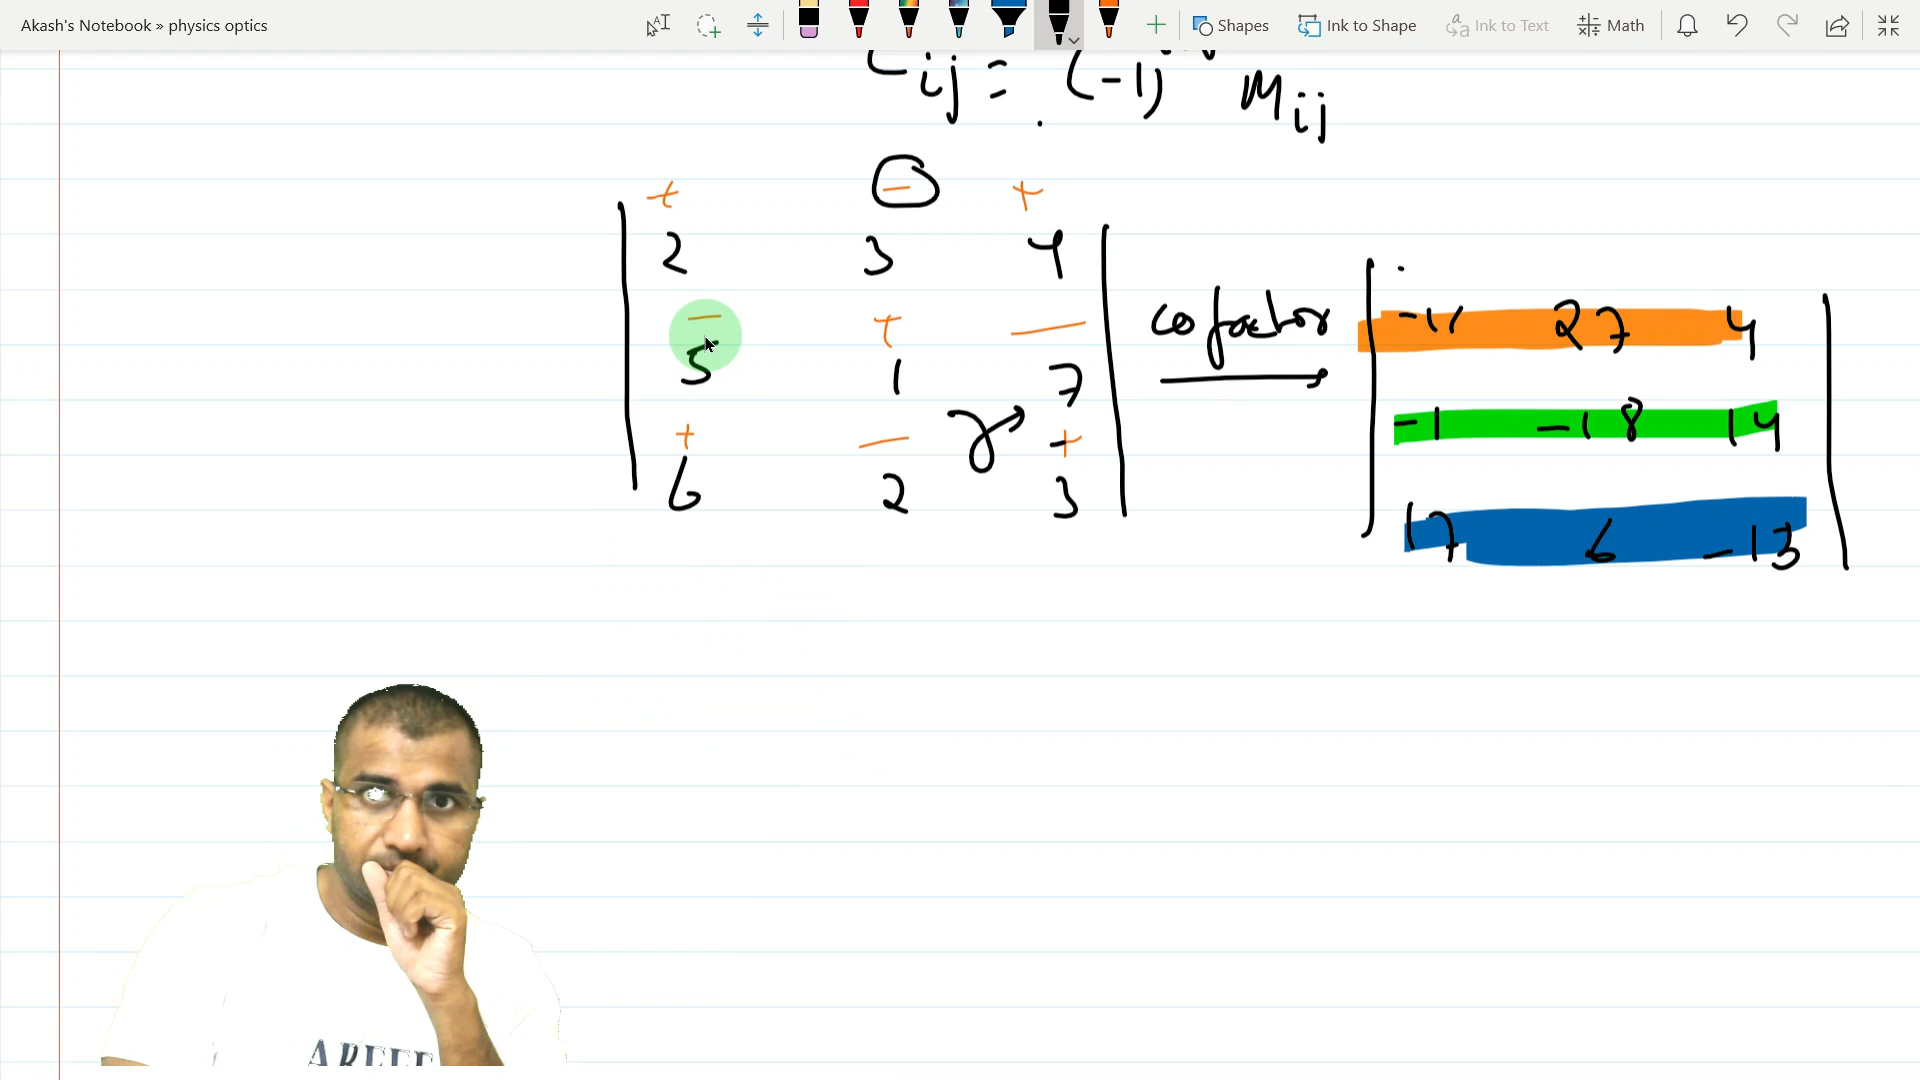 Akash's Notebook » physics optics
Shapes
Ink to Shape
Ink to Text
Math
ij = (-1) Mij
+ − +
2 3 4
− + −
5 1 7
+ − +
6 2 3
cofactor
-11 27 4
-1 -18 14
17 6 -13